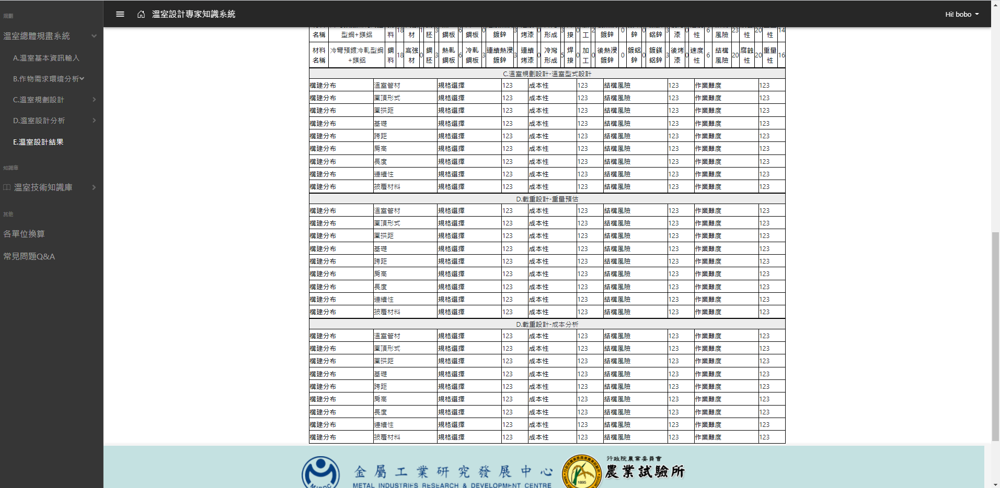 溫室設計專家知識系統
Hi! bobo
規劃
溫室總體規畫系統
A.溫室基本資訊輸入
B.作物需求環境分析
C.溫室規劃設計
D.溫室設計分析
E.溫室設計結果
知識庫
溫室技術知識庫
其他
各單位換算
常見問題Q&A
名稱 型鋼+鎂鋁 料 18 材 1 胚 3 鋼板 6 鋼板 0 鍍鋅 3 烤漆 0 形成 3 接 0 工 2 鍍鋅 0 鋅 0 鋁鋅 3 漆 0 性 6 風險 23 性 20 性 14
材料名稱 冷彎預鍍冷軋型鋼+鎂鋁 鋼料 18 高強材 0 鋼胚 3 熱軋鋼板 6 冷軋鋼板 3 連續熱浸鍍鋅 3 連續烤漆 0 冷灣形成 5 焊接 0 加工 0 後熱浸鍍鋅 0 鍍鋁鋅 0 鍍鎂鋁鋅 3 後烤漆 0 速度性 6 結構風險 20 腐蝕性 20 重量性 16
C.溫室規劃設計-溫室型式設計
構建分布 溫室管材 規格選擇 123 成本性 123 結構風險 123 作業難度 123
構建分布 圓頂形式 規格選擇 123 成本性 123 結構風險 123 作業難度 123
構建分布 圓拱距 規格選擇 123 成本性 123 結構風險 123 作業難度 123
構建分布 基礎 規格選擇 123 成本性 123 結構風險 123 作業難度 123
構建分布 跨距 規格選擇 123 成本性 123 結構風險 123 作業難度 123
構建分布 肩高 規格選擇 123 成本性 123 結構風險 123 作業難度 123
構建分布 長度 規格選擇 123 成本性 123 結構風險 123 作業難度 123
構建分布 連續性 規格選擇 123 成本性 123 結構風險 123 作業難度 123
構建分布 披覆材料 規格選擇 123 成本性 123 結構風險 123 作業難度 123
D.載重設計-重量預估
構建分布 溫室管材 規格選擇 123 成本性 123 結構風險 123 作業難度 123
構建分布 圓頂形式 規格選擇 123 成本性 123 結構風險 123 作業難度 123
構建分布 圓拱距 規格選擇 123 成本性 123 結構風險 123 作業難度 123
構建分布 基礎 規格選擇 123 成本性 123 結構風險 123 作業難度 123
構建分布 跨距 規格選擇 123 成本性 123 結構風險 123 作業難度 123
構建分布 肩高 規格選擇 123 成本性 123 結構風險 123 作業難度 123
構建分布 長度 規格選擇 123 成本性 123 結構風險 123 作業難度 123
構建分布 連續性 規格選擇 123 成本性 123 結構風險 123 作業難度 123
構建分布 披覆材料 規格選擇 123 成本性 123 結構風險 123 作業難度 123
D.載重設計-成本分析
構建分布 溫室管材 規格選擇 123 成本性 123 結構風險 123 作業難度 123
構建分布 圓頂形式 規格選擇 123 成本性 123 結構風險 123 作業難度 123
構建分布 圓拱距 規格選擇 123 成本性 123 結構風險 123 作業難度 123
構建分布 基礎 規格選擇 123 成本性 123 結構風險 123 作業難度 123
構建分布 跨距 規格選擇 123 成本性 123 結構風險 123 作業難度 123
構建分布 肩高 規格選擇 123 成本性 123 結構風險 123 作業難度 123
構建分布 長度 規格選擇 123 成本性 123 結構風險 123 作業難度 123
構建分布 連續性 規格選擇 123 成本性 123 結構風險 123 作業難度 123
構建分布 披覆材料 規格選擇 123 成本性 123 結構風險 123 作業難度 123
金屬工業研究發展中心
METAL INDUSTRIES RESEARCH & DEVELOPMENT CENTRE
1895
行政院農業委員會
農業試驗所